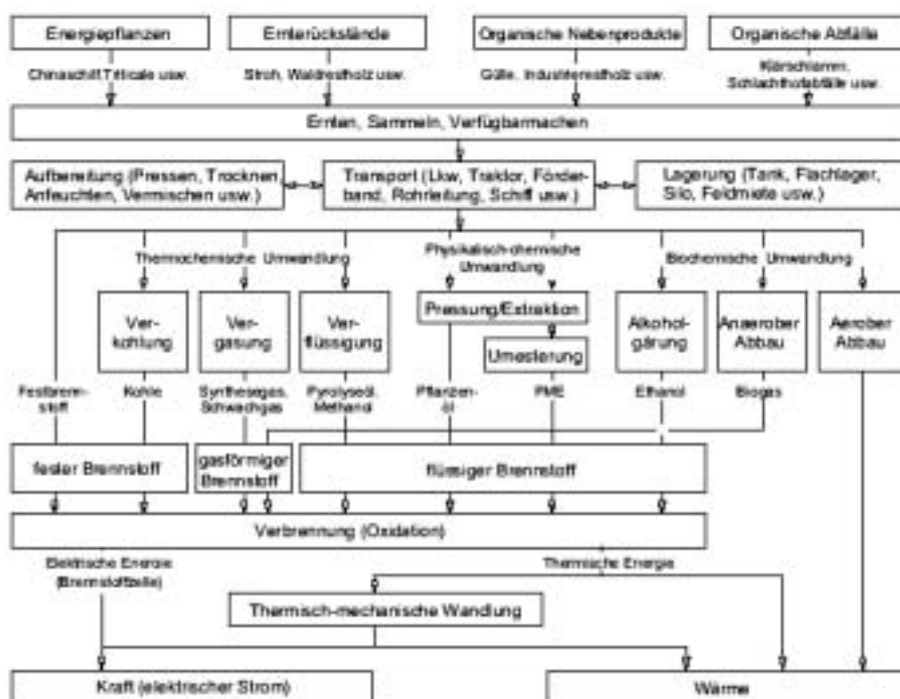 Energiepflanzen
Ernterückstände
Organische Nebenprodukte
Organische Abfälle
Chinaschilf, Triticale usw.
Stroh, Waldrestholz usw.
Gülle, Industrierestholz usw.
Klärschlamm,
Schlachthofabfälle usw.
Ernten, Sammeln, Verfügbarmachen
Aufbereitung (Pressen, Trocknen,
Anfeuchten, Vermischen usw.)
Transport (Lkw, Traktor, Förder-
band, Rohrleitung, Schiff usw.)
Lagerung (Tank, Flachlager,
Silo, Feldmiete usw.)
Thermochemische Umwandlung
Physikalisch-chemische
Umwandlung
Biochemische Umwandlung
Ver-
kohlung
Ver-
gasung
Ver-
flüssigung
Pressung/Extraktion
Umesterung
Alkohol-
gärung
Anaerober
Abbau
Aerober
Abbau
Festbrenn-
stoff
Kohle
Synthesegas,
Schwachgas
Pyrolyseöl,
Methanol
Pflanzen-
öl
PME
Ethanol
Biogas
fester Brennstoff
gasförmiger
Brennstoff
flüssiger Brennstoff
Verbrennung (Oxidation)
Elektrische Energie
(Brennstoffzelle)
Thermische Energie
Thermisch-mechanische Wandlung
Kraft (elektrischer Strom)
Wärme